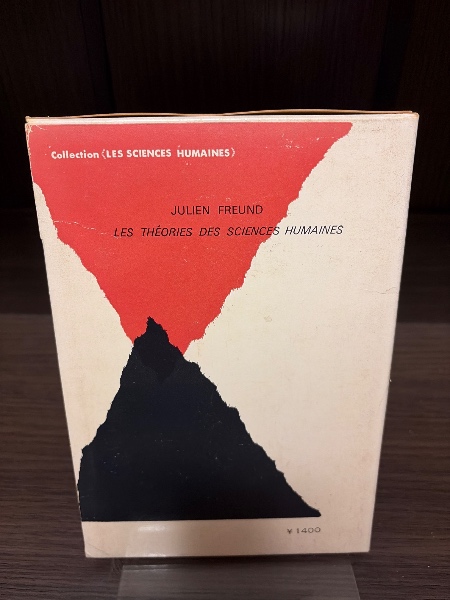 Collection《LES SCIENCES HUMAINES》
JULIEN FREUND
LES THÉORIES DES SCIENCES HUMAINES
¥1400